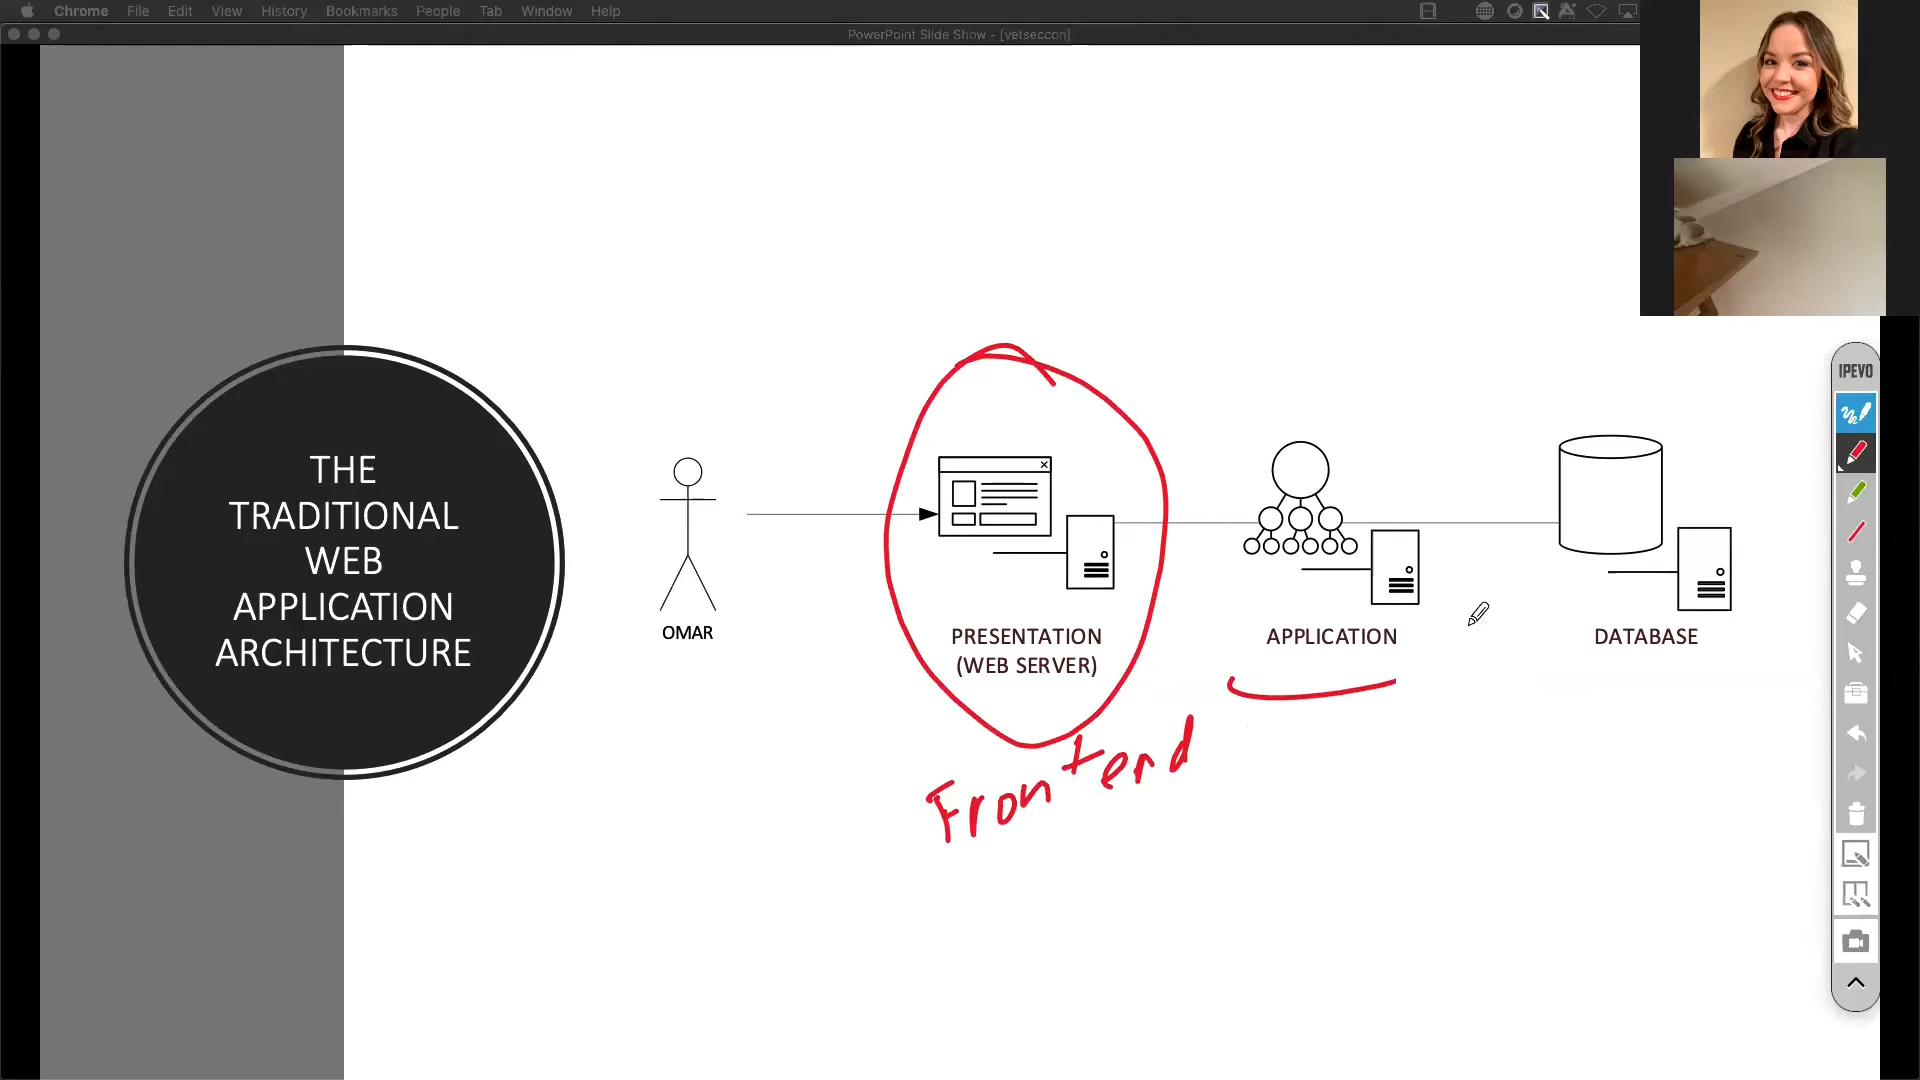 Chrome File Edit View History Bookmarks People Tab Window Help
PowerPoint Slide Show - [vetseccon]
IPEVO
THE
TRADITIONAL
WEB
APPLICATION
ARCHITECTURE
OMAR
PRESENTATION
(WEB SERVER)
APPLICATION
DATABASE
Frontend